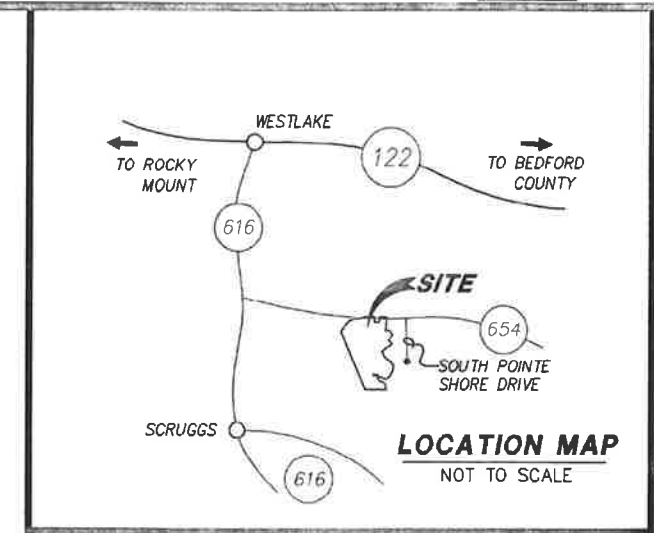 WESTLAKE
TO ROCKY
MOUNT
122
TO BEDFORD
COUNTY
616
SITE
654
SOUTH POINTE
SHORE DRIVE
SCRUGGS
LOCATION MAP
NOT TO SCALE
616